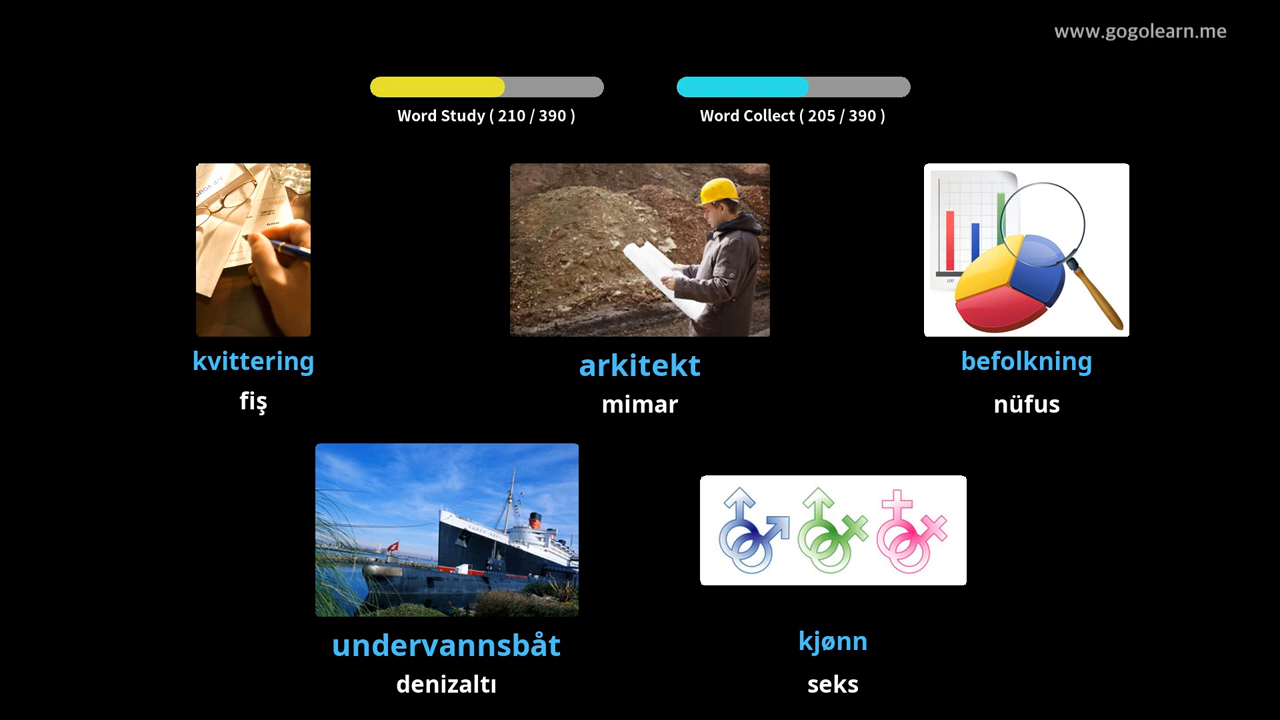 www.gogolearn.me
Word Study ( 210 / 390 )
Word Collect ( 205 / 390 )
kvittering
arkitekt
befolkning
fiş
mimar
nüfus
undervannsbåt
kjønn
denizaltı
seks